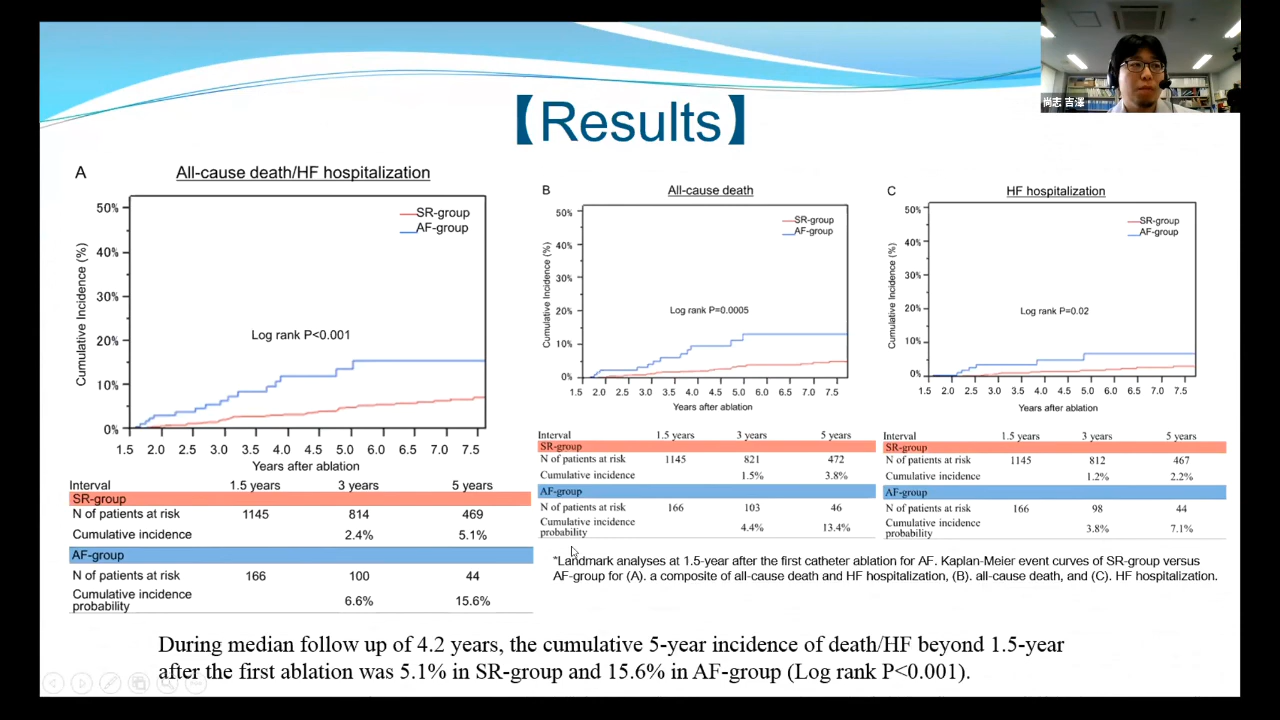 尚志 吉澤
【Results】
A
All-cause death/HF hospitalization
50%
40%
30%
20%
10%
0%
Cumulative Incidence (%)
SR-group
AF-group
Log rank P<0.001
1.5 2.0 2.5 3.0 3.5 4.0 4.5 5.0 6.0 6.5 7.0 7.5
Years after ablation
Interval 1.5 years 3 years 5 years
SR-group
N of patients at risk 1145 814 469
Cumulative incidence 2.4% 5.1%
AF-group
N of patients at risk 166 100 44
Cumulative incidence
probability 6.6% 15.6%
B
All-cause death
50%
40%
30%
20%
10%
0%
Cumulative Incidence (%)
SR-group
AF-group
Log rank P=0.0005
1.5 2.0 2.5 3.0 3.5 4.0 4.5 5.0 6.0 6.5 7.0 7.5
Years after ablation
Interval 1.5 years 3 years 5 years
SR-group
N of patients at risk 1145 821 472
Cumulative incidence 1.5% 3.8%
AF-group
N of patients at risk 166 103 46
Cumulative incidence
probability 4.4% 13.4%
C
HF hospitalization
50%
40%
30%
20%
10%
0%
Cumulative Incidence (%)
SR-group
AF-group
Log rank P=0.02
1.5 2.0 2.5 3.0 3.5 4.0 4.5 5.0 6.0 6.5 7.0 7.5
Years after ablation
Interval 1.5 years 3 years 5 years
SR-group
N of patients at risk 1145 812 467
Cumulative incidence 1.2% 2.2%
AF-group
N of patients at risk 166 98 44
Cumulative incidence
probability 3.8% 7.1%
*Landmark analyses at 1.5-year after the first catheter ablation for AF. Kaplan-Meier event curves of SR-group versus
AF-group for (A). a composite of all-cause death and HF hospitalization, (B). all-cause death, and (C). HF hospitalization.
During median follow up of 4.2 years, the cumulative 5-year incidence of death/HF beyond 1.5-year
after the first ablation was 5.1% in SR-group and 15.6% in AF-group (Log rank P<0.001).